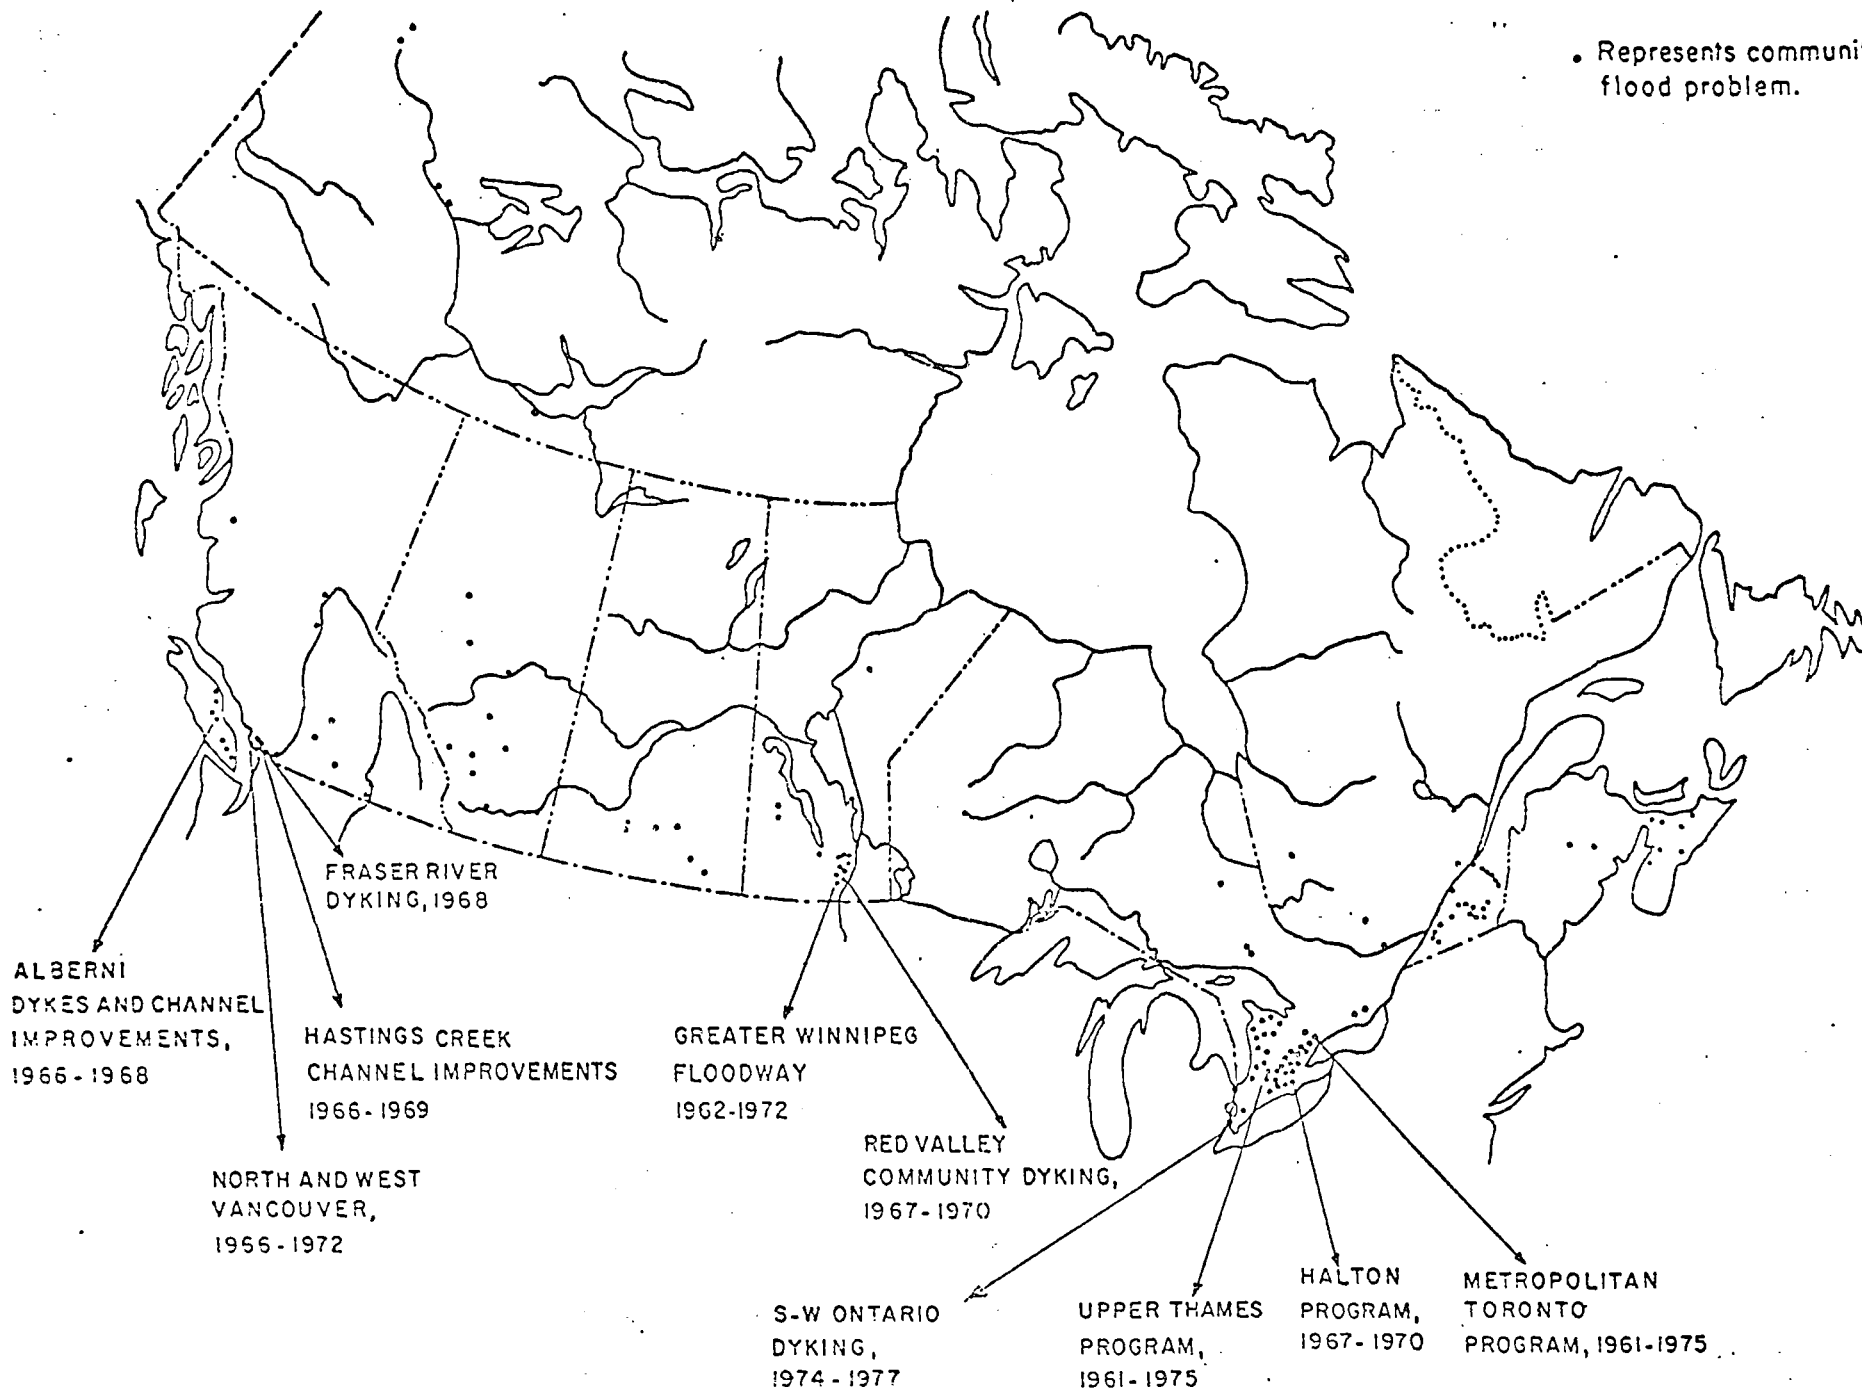 • Represents communi
flood problem.
FRASER RIVER
DYKING, 1968
ALBERNI
DYKES AND CHANNEL
IMPROVEMENTS,
1966-1968
HASTINGS CREEK
CHANNEL IMPROVEMENTS
1966-1969
NORTH AND WEST
VANCOUVER,
1966-1972
GREATER WINNIPEG
FLOODWAY
1962-1972
RED VALLEY
COMMUNITY DYKING,
1967-1970
S-W ONTARIO
DYKING,
1974-1977
UPPER THAMES
PROGRAM,
1961-1975
HALTON
PROGRAM,
1967-1970
METROPOLITAN
TORONTO
PROGRAM, 1961-1975